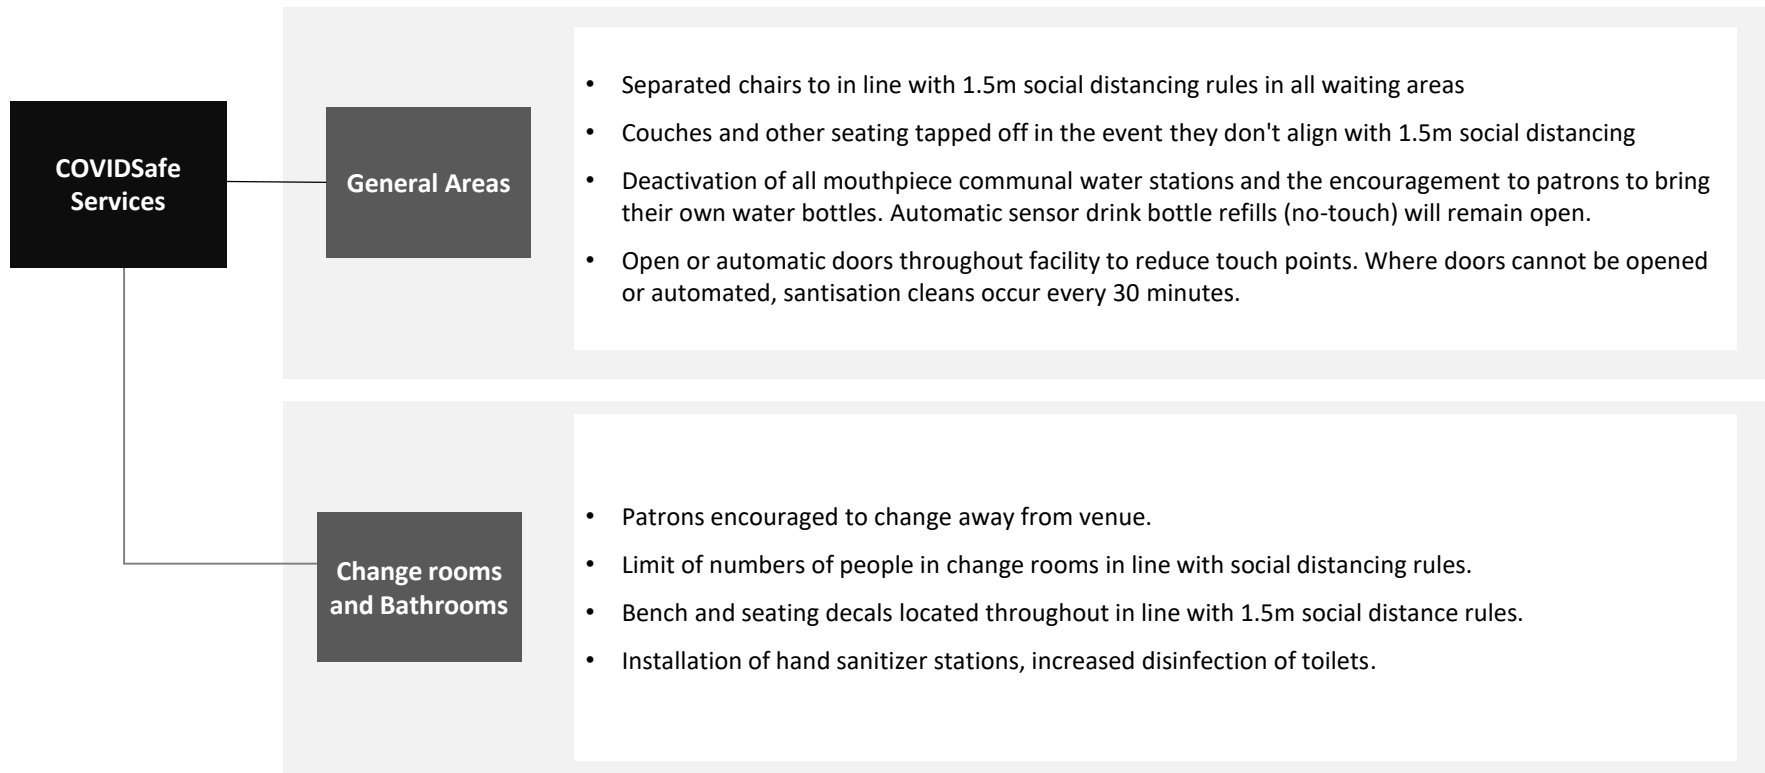 COVIDSafe
Services
General Areas
• Separated chairs to in line with 1.5m social distancing rules in all waiting areas
• Couches and other seating tapped off in the event they don't align with 1.5m social distancing
• Deactivation of all mouthpiece communal water stations and the encouragement to patrons to bring
their own water bottles. Automatic sensor drink bottle refills (no-touch) will remain open.
• Open or automatic doors throughout facility to reduce touch points. Where doors cannot be opened
or automated, santisation cleans occur every 30 minutes.
Change rooms
and Bathrooms
• Patrons encouraged to change away from venue.
• Limit of numbers of people in change rooms in line with social distancing rules.
• Bench and seating decals located throughout in line with 1.5m social distance rules.
• Installation of hand sanitizer stations, increased disinfection of toilets.